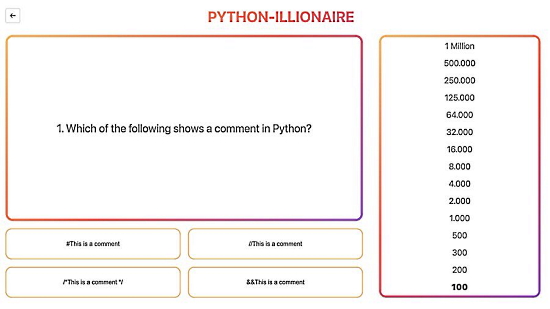 ←
PYTHON-ILLIONAIRE
1. Which of the following shows a comment in Python?
#This is a comment
//This is a comment
/*This is a comment */
&&This is a comment
1 Million
500.000
250.000
125.000
64.000
32.000
16.000
8.000
4.000
2.000
1.000
500
300
200
100